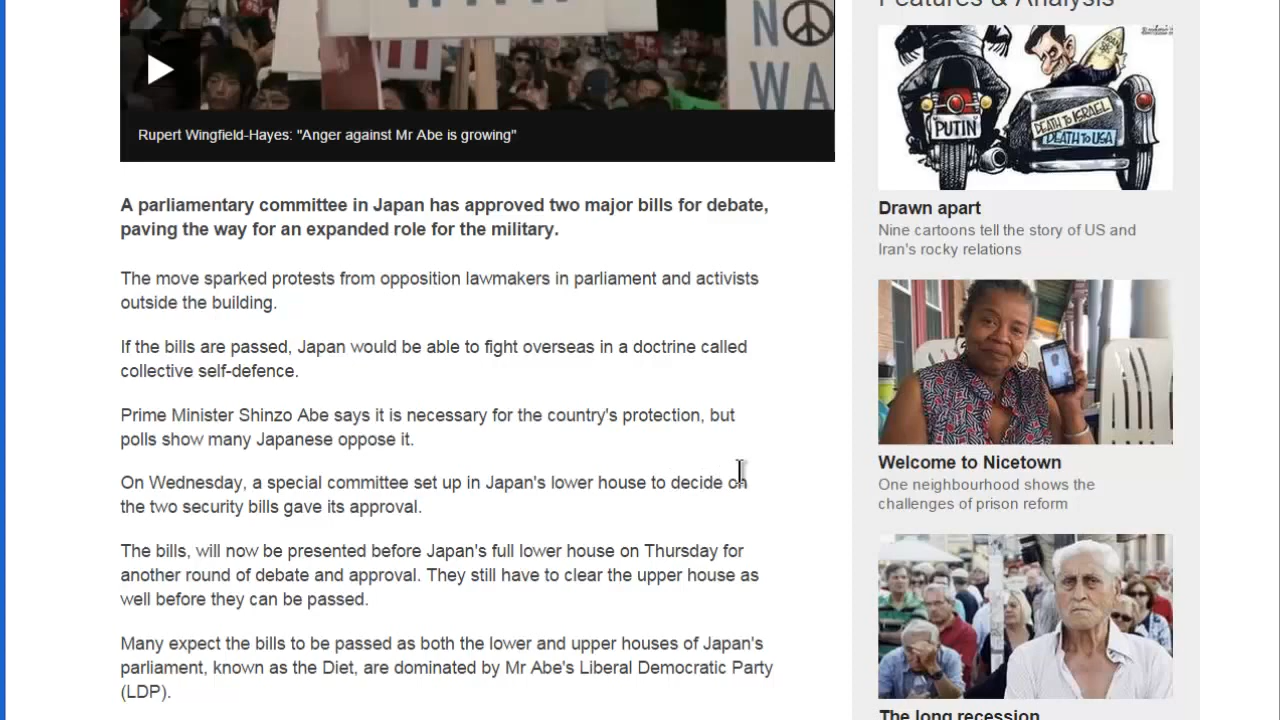 Features & Analysis
NO
WA
Rupert Wingfield-Hayes: "Anger against Mr Abe is growing"
A parliamentary committee in Japan has approved two major bills for debate,
paving the way for an expanded role for the military.
The move sparked protests from opposition lawmakers in parliament and activists
outside the building.
If the bills are passed, Japan would be able to fight overseas in a doctrine called
collective self-defence.
Prime Minister Shinzo Abe says it is necessary for the country's protection, but
polls show many Japanese oppose it.
On Wednesday, a special committee set up in Japan's lower house to decide on
the two security bills gave its approval.
The bills, will now be presented before Japan's full lower house on Thursday for
another round of debate and approval. They still have to clear the upper house as
well before they can be passed.
Many expect the bills to be passed as both the lower and upper houses of Japan's
parliament, known as the Diet, are dominated by Mr Abe's Liberal Democratic Party
(LDP).
PUTIN
DEATH TO ISRAEL
DEATH TO USA
Drawn apart
Nine cartoons tell the story of US and
Iran's rocky relations
Welcome to Nicetown
One neighbourhood shows the
challenges of prison reform
The long recession